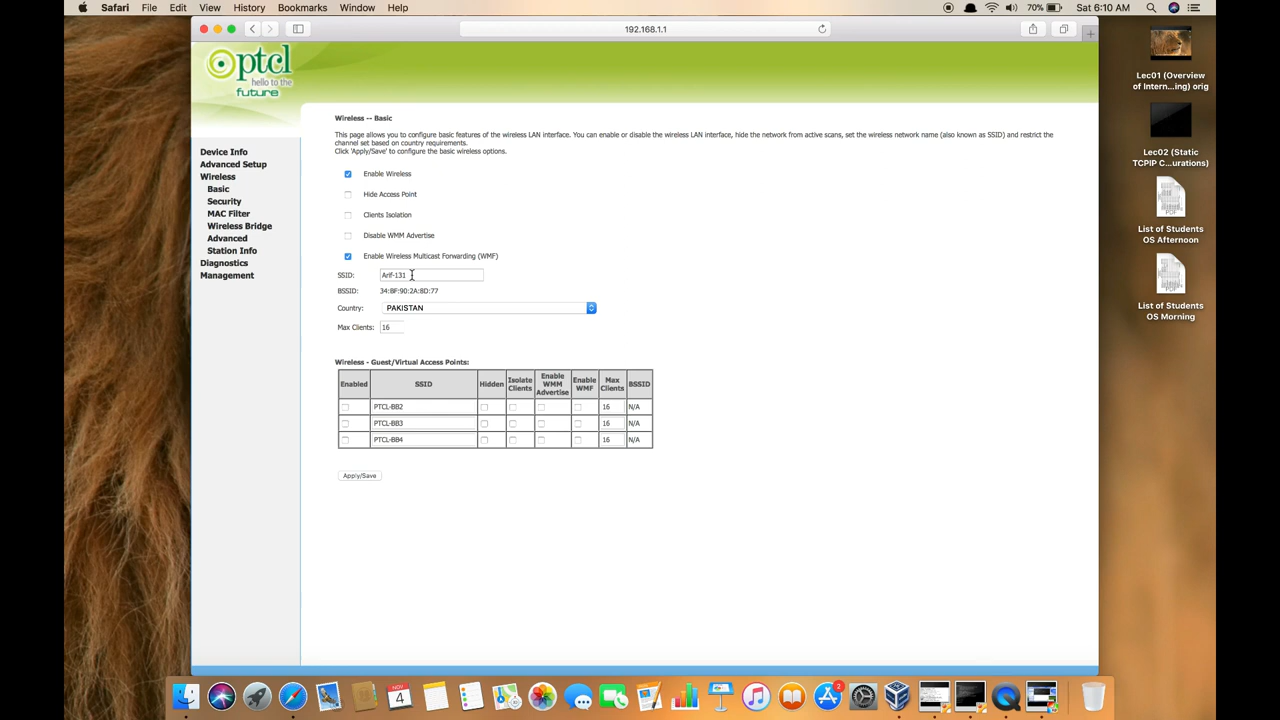 Safari File Edit View History Bookmarks Window Help
70% Sat 6:10 AM
192.168.1.1
ptcl
hello to the
future
Wireless -- Basic
This page allows you to configure basic features of the wireless LAN interface. You can enable or disable the wireless LAN interface, hide the network from active scans, set the wireless network name (also known as SSID) and restrict the
channel set based on country requirements.
Click 'Apply/Save' to configure the basic wireless options.
Device Info
Advanced Setup
Wireless
Basic
Security
MAC Filter
Wireless Bridge
Advanced
Station Info
Diagnostics
Management
Enable Wireless
Hide Access Point
Clients Isolation
Disable WMM Advertise
Enable Wireless Multicast Forwarding (WMF)
SSID: Arif-131
BSSID: 34:8F:90:2A:8D:77
Country: PAKISTAN
Max Clients: 16
Wireless - Guest/Virtual Access Points:
Enabled SSID Hidden Isolate Clients Enable WMM Advertise Enable WMF Max Clients BSSID
PTCL-BB2 16 N/A
PTCL-BB3 16 N/A
PTCL-BB4 16 N/A
Apply/Save
Lec01 (Overview
of Intern...ing) orig
Lec02 (Static
TCPIP C...urations)
PDF
List of Students
OS Afternoon
PDF
List of Students
OS Morning
NOV
4
2